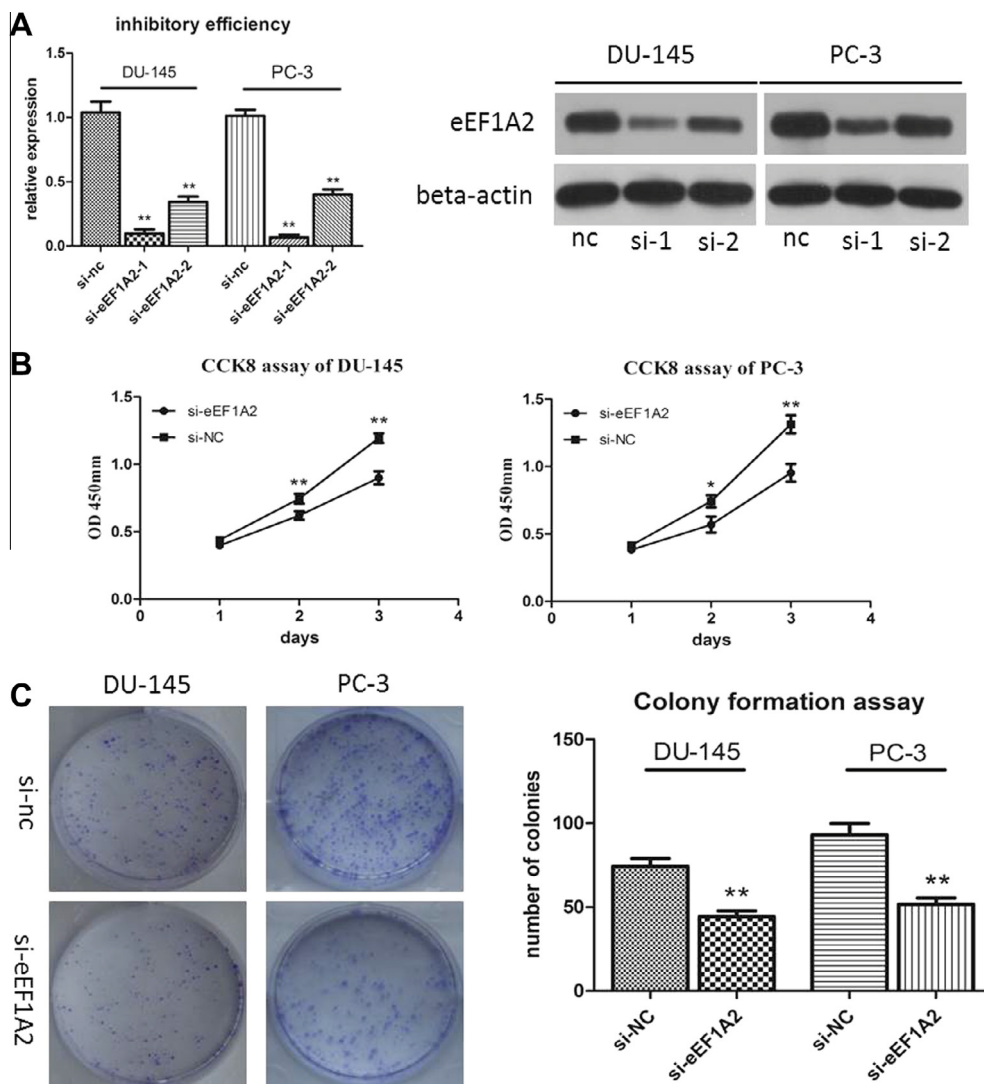 A
inhibitory efficiency
DU-145
PC-3
relative expression
1.5
1.0
0.5
0.0
**
**
**
**
si-nc
si-eEF1A2-1
si-eEF1A2-2
si-nc
si-eEF1A2-1
si-eEF1A2-2
DU-145
PC-3
eEF1A2
beta-actin
nc si-1 si-2 nc si-1 si-2
B
CCK8 assay of DU-145
si-eEF1A2
si-NC
OD 450mm
1.5
1.0
0.5
0.0
**
**
0 1 2 3 4
days
CCK8 assay of PC-3
si-eEF1A2
si-NC
OD 450mm
1.5
1.0
0.5
0.0
*
**
0 1 2 3 4
days
C
DU-145
PC-3
si-nc
si-eEF1A2
Colony formation assay
DU-145
PC-3
number of colonies
150
100
50
0
**
**
si-NC
si-eEF1A2
si-NC
si-eEF1A2